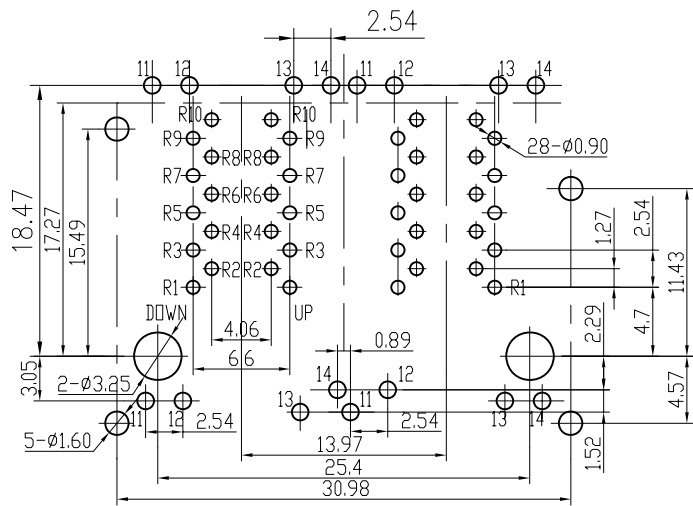 2.54
11 12 13 14 11 12 13 14
R10 R10
R9 R9
28-ø0.90
R8 R8
R7 R7
R6 R6
R5 R5
R4 R4
R3 R3
R2 R2
R1 R1
DOWN UP
18.47
17.27
15.49
1.27
2.54
11.43
2.29
4.7
4.06
6.6
0.89
3.05
2-ø3.25
14 12
13 11
4.57
11 12 2.54
2.54
13 14
5-ø1.60
13.97
1.52
25.4
30.98
R1